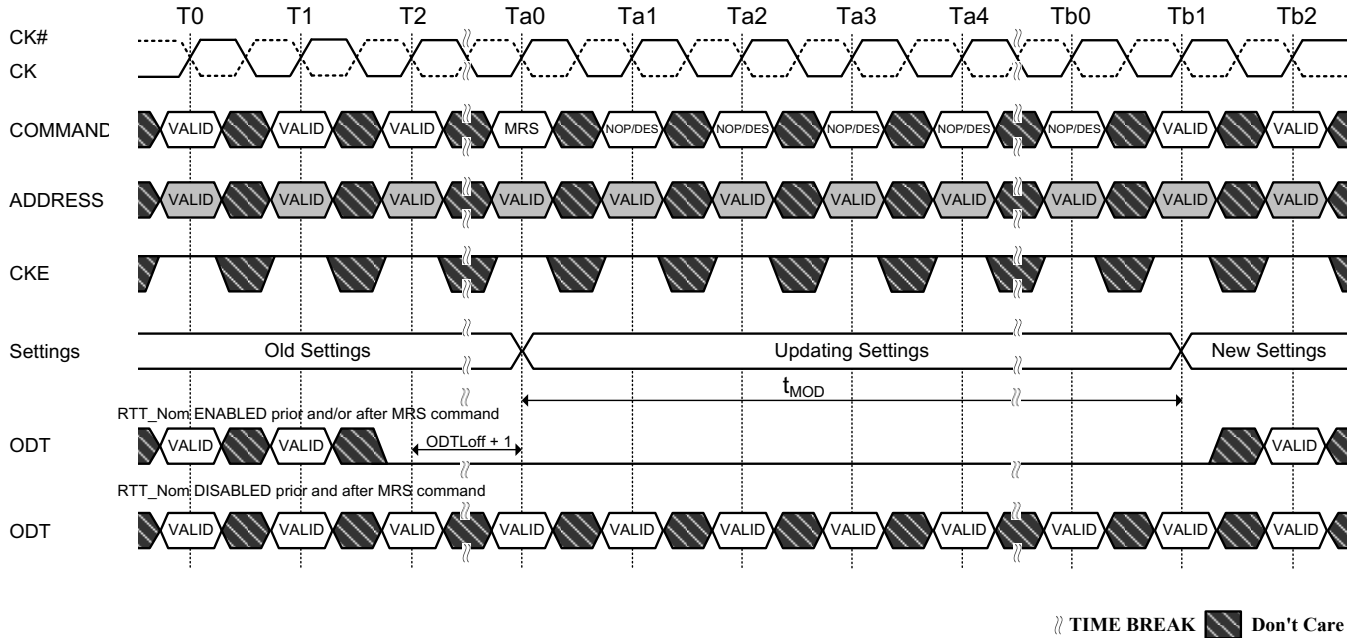 T0 T1 T2 Ta0 Ta1 Ta2 Ta3 Ta4 Tb0 Tb1 Tb2
CK#
CK
COMMAND VALID VALID VALID MRS NOP/DES NOP/DES NOP/DES NOP/DES NOP/DES VALID VALID
ADDRESS VALID VALID VALID VALID VALID VALID VALID VALID VALID VALID VALID
CKE
Settings Old Settings Updating Settings New Settings
tMOD
RTT_Nom ENABLED prior and/or after MRS command
ODT VALID VALID ODTLoff + 1 VALID
RTT_Nom DISABLED prior and after MRS command
ODT VALID VALID VALID VALID VALID VALID VALID VALID VALID VALID VALID
TIME BREAK Don't Care